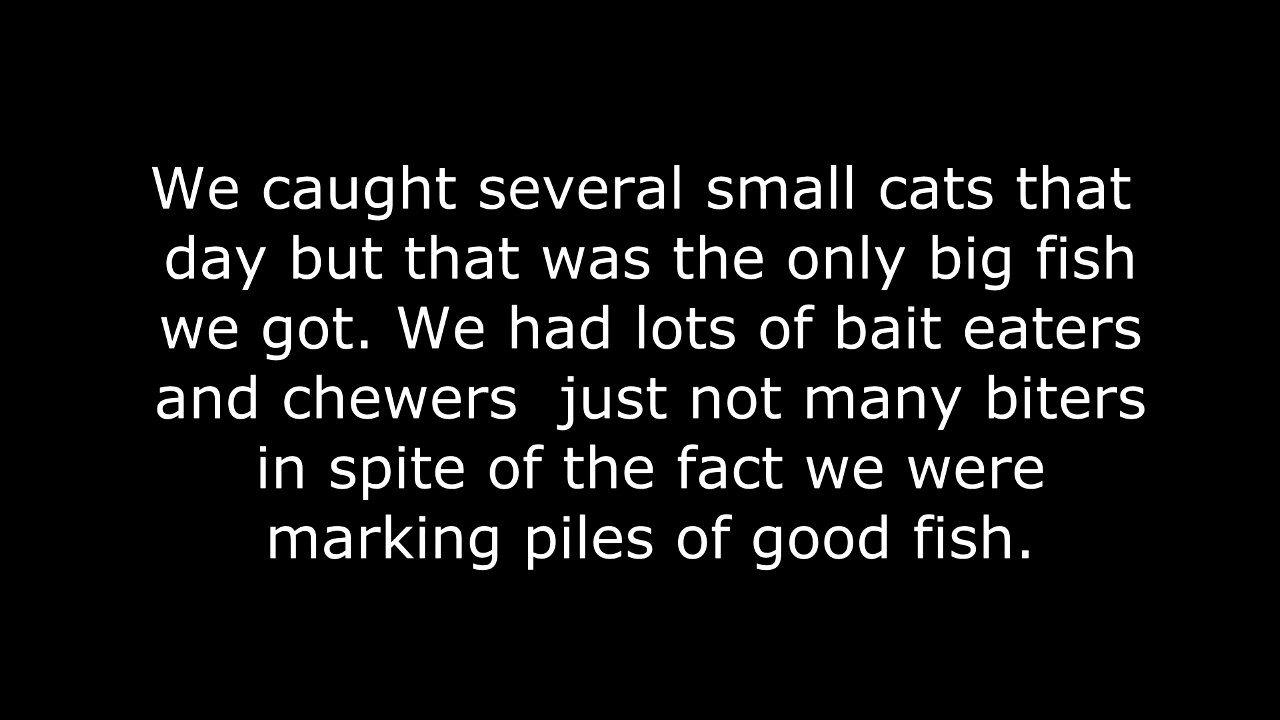 We caught several small cats that
day but that was the only big fish
we got. We had lots of bait eaters
and chewers  just not many biters
in spite of the fact we were
marking piles of good fish.